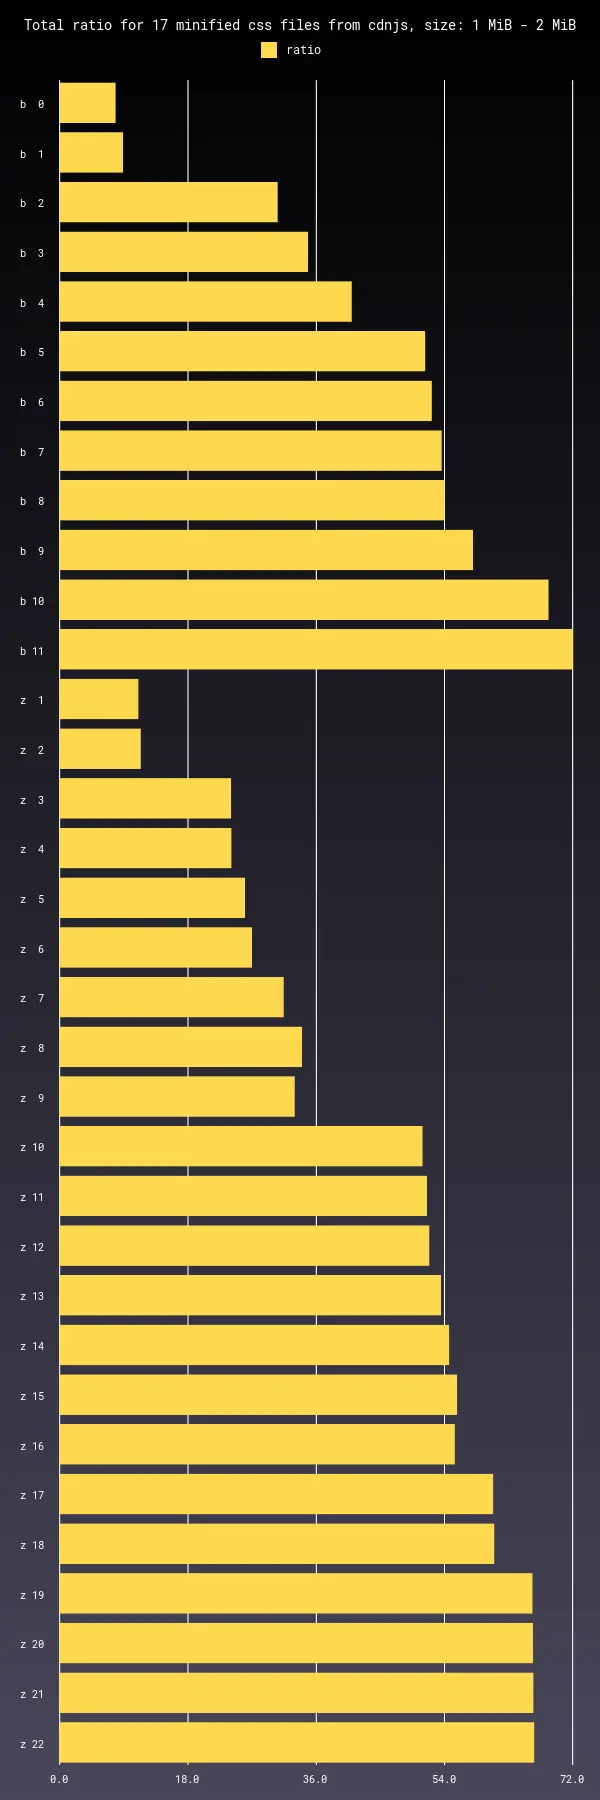 Total ratio for 17 minified css files from cdnjs, size: 1 MiB - 2 MiB
ratio
b 0
b 1
b 2
b 3
b 4
b 5
b 6
b 7
b 8
b 9
b 10
b 11
z 1
z 2
z 3
z 4
z 5
z 6
z 7
z 8
z 9
z 10
z 11
z 12
z 13
z 14
z 15
z 16
z 17
z 18
z 19
z 20
z 21
z 22
0.0 18.0 36.0 54.0 72.0